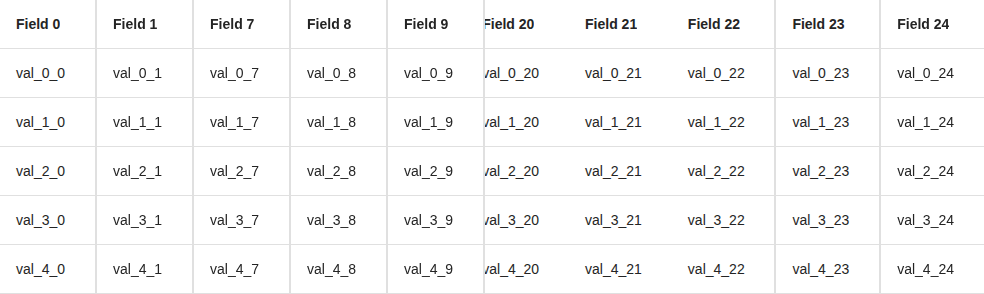 Field 0 Field 1 Field 7 Field 8 Field 9 Field 20 Field 21 Field 22 Field 23 Field 24
val_0_0 val_0_1 val_0_7 val_0_8 val_0_9 val_0_20 val_0_21 val_0_22 val_0_23 val_0_24
val_1_0 val_1_1 val_1_7 val_1_8 val_1_9 val_1_20 val_1_21 val_1_22 val_1_23 val_1_24
val_2_0 val_2_1 val_2_7 val_2_8 val_2_9 val_2_20 val_2_21 val_2_22 val_2_23 val_2_24
val_3_0 val_3_1 val_3_7 val_3_8 val_3_9 val_3_20 val_3_21 val_3_22 val_3_23 val_3_24
val_4_0 val_4_1 val_4_7 val_4_8 val_4_9 val_4_20 val_4_21 val_4_22 val_4_23 val_4_24